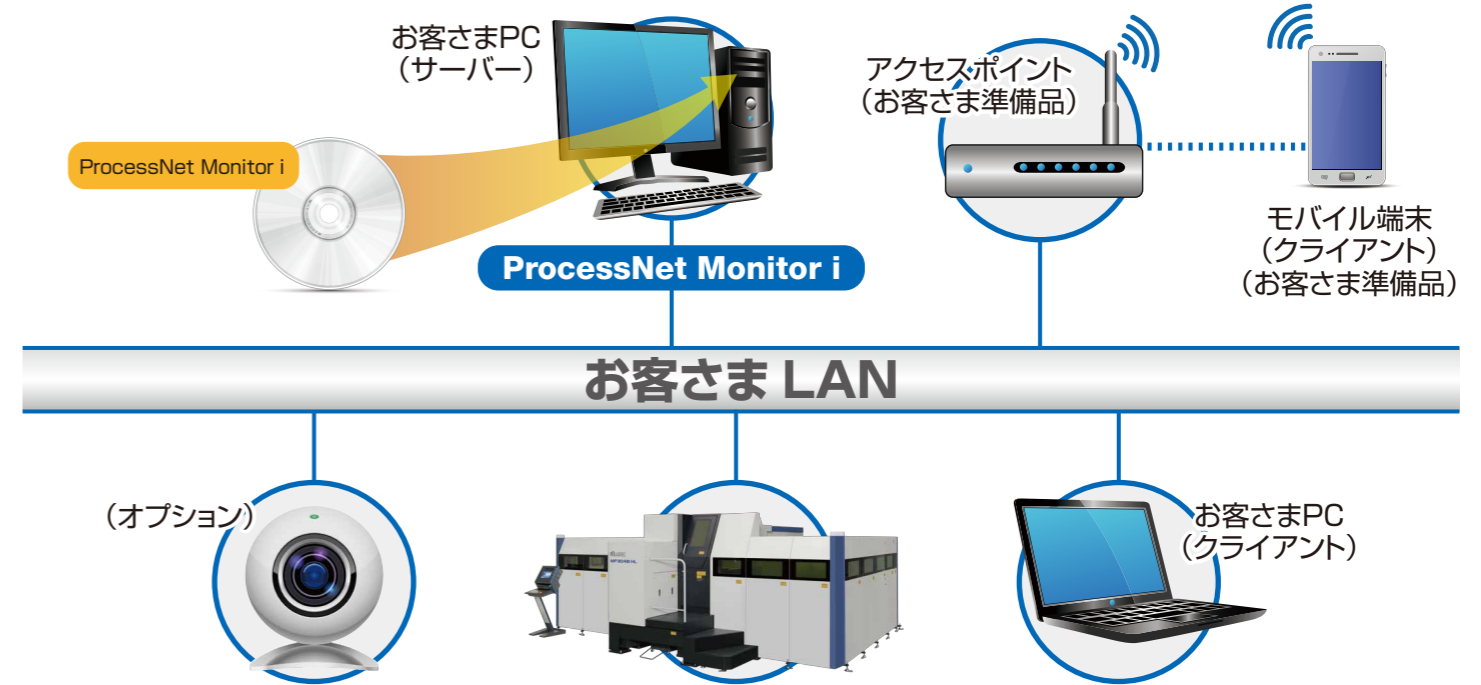 お客さまPC
（サーバー）
アクセスポイント
（お客さま準備品）
ProcessNet Monitor i
モバイル端末
（クライアント）
（お客さま準備品）
ProcessNet Monitor i
お客さま LAN
（オプション）
お客さまPC
（クライアント）